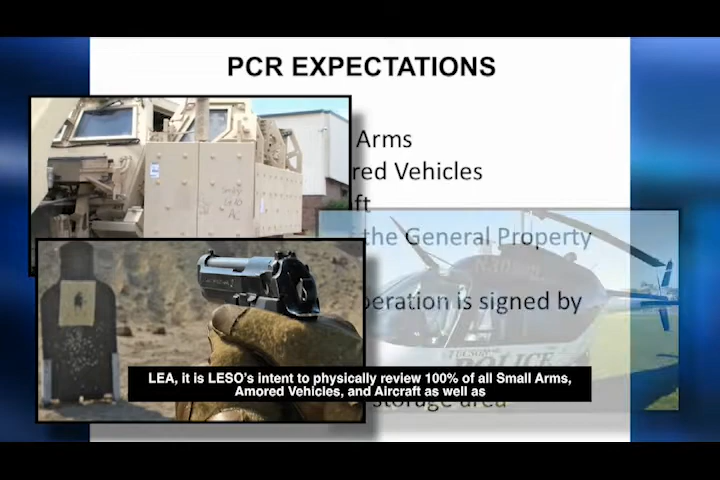 PCR EXPECTATIONS
Arms
red Vehicles
ft
the General Property
peration is signed by
TUCSON
POLICE
LEA, it is LESO's intent to physically review 100% of all Small Arms,
Amored Vehicles, and Aircraft as well as
storage area